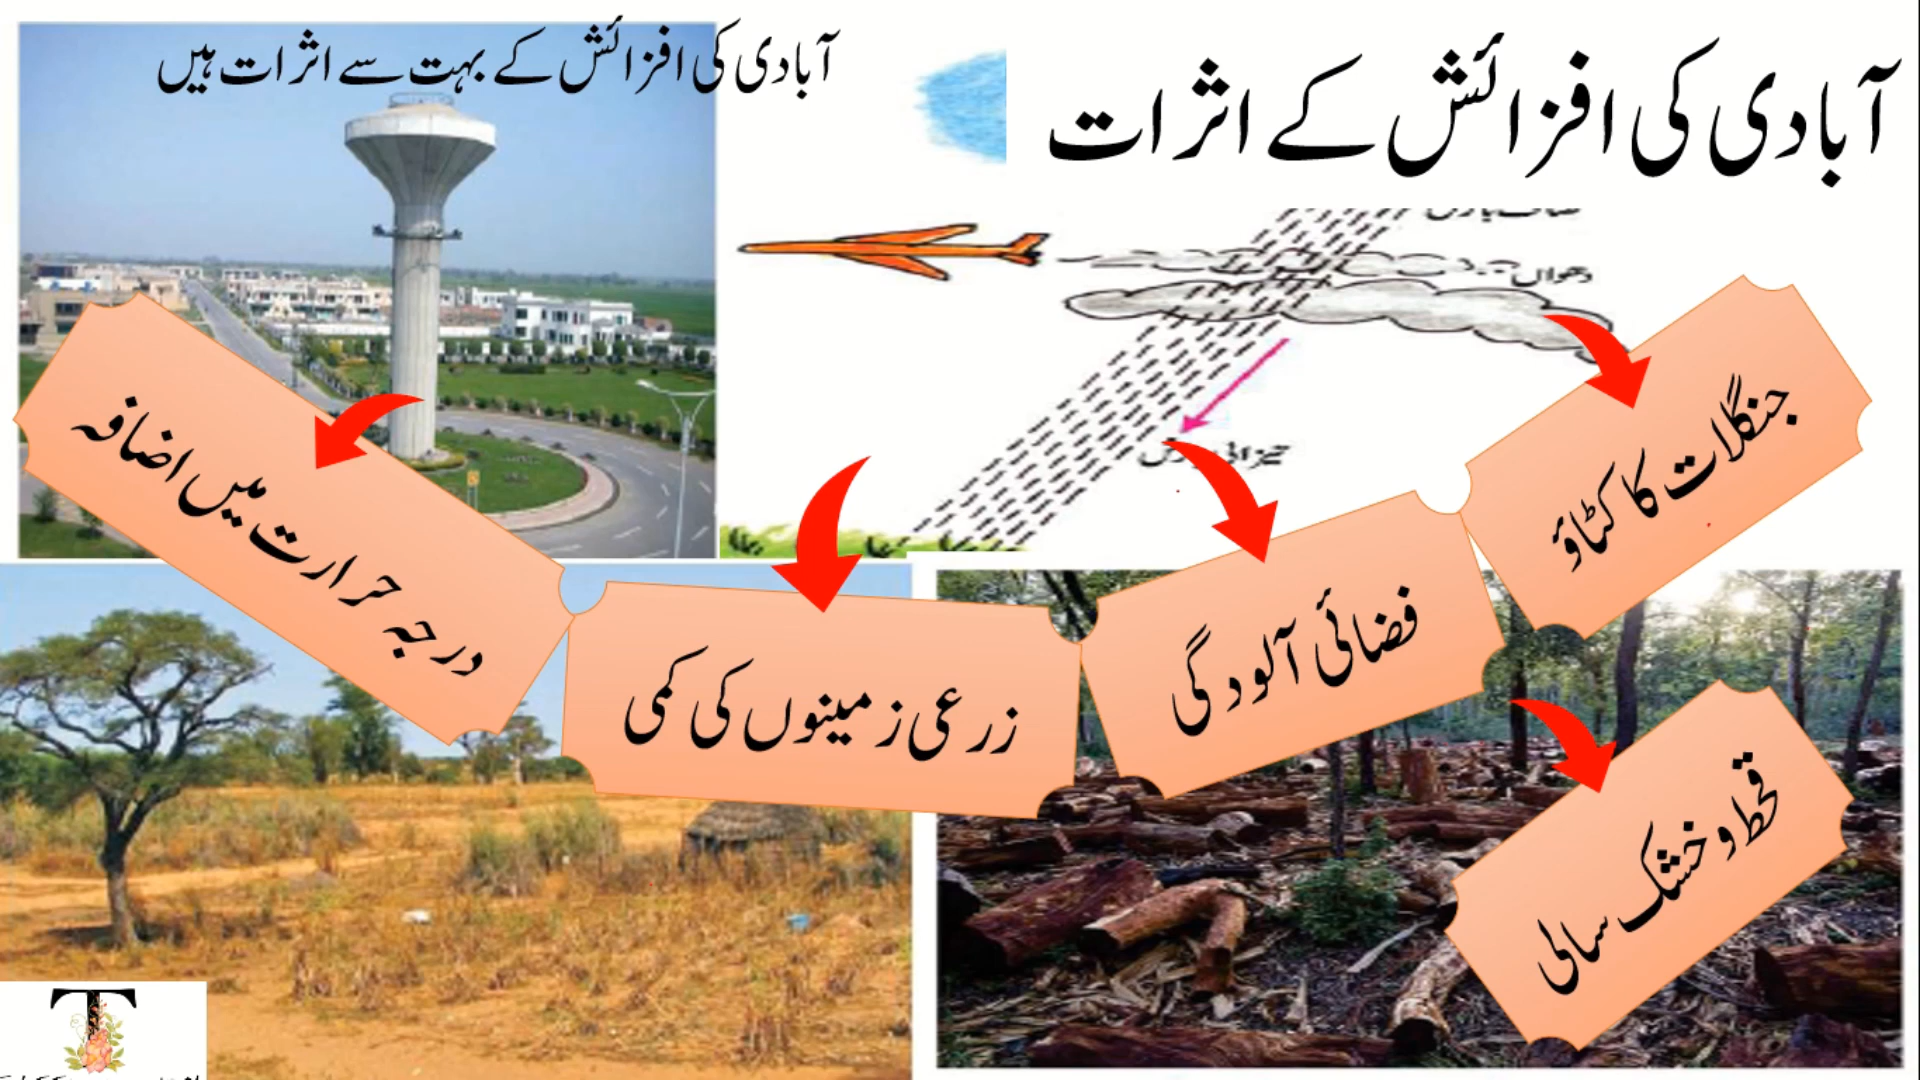 آبادی کی افزائش کے اثرات
آبادی کی افزائش کے بہت سے اثرات ہیں
دھواں
جنگلات کا کٹاؤ
فضائی آلودگی
زرعی زمینوں کی کمی
درجہ حرارت میں اضافہ
قحط و خشک سالی
T